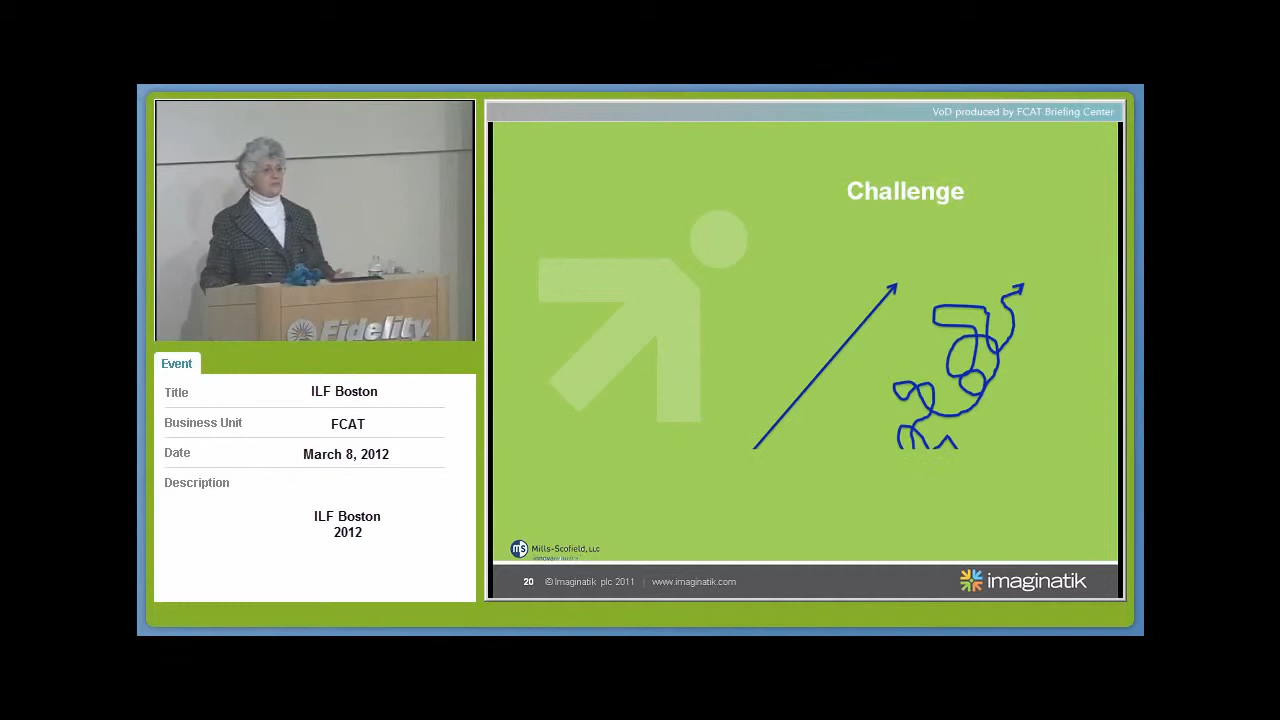 VoD produced by FCAT Briefing Center
Challenge
Fidelity
Event
Title ILF Boston
Business Unit FCAT
Date March 8, 2012
Description
ILF Boston
2012
Mills-Scofield, LLC
20 © Imaginatik plc 2011 | www.imaginatik.com
imaginatik